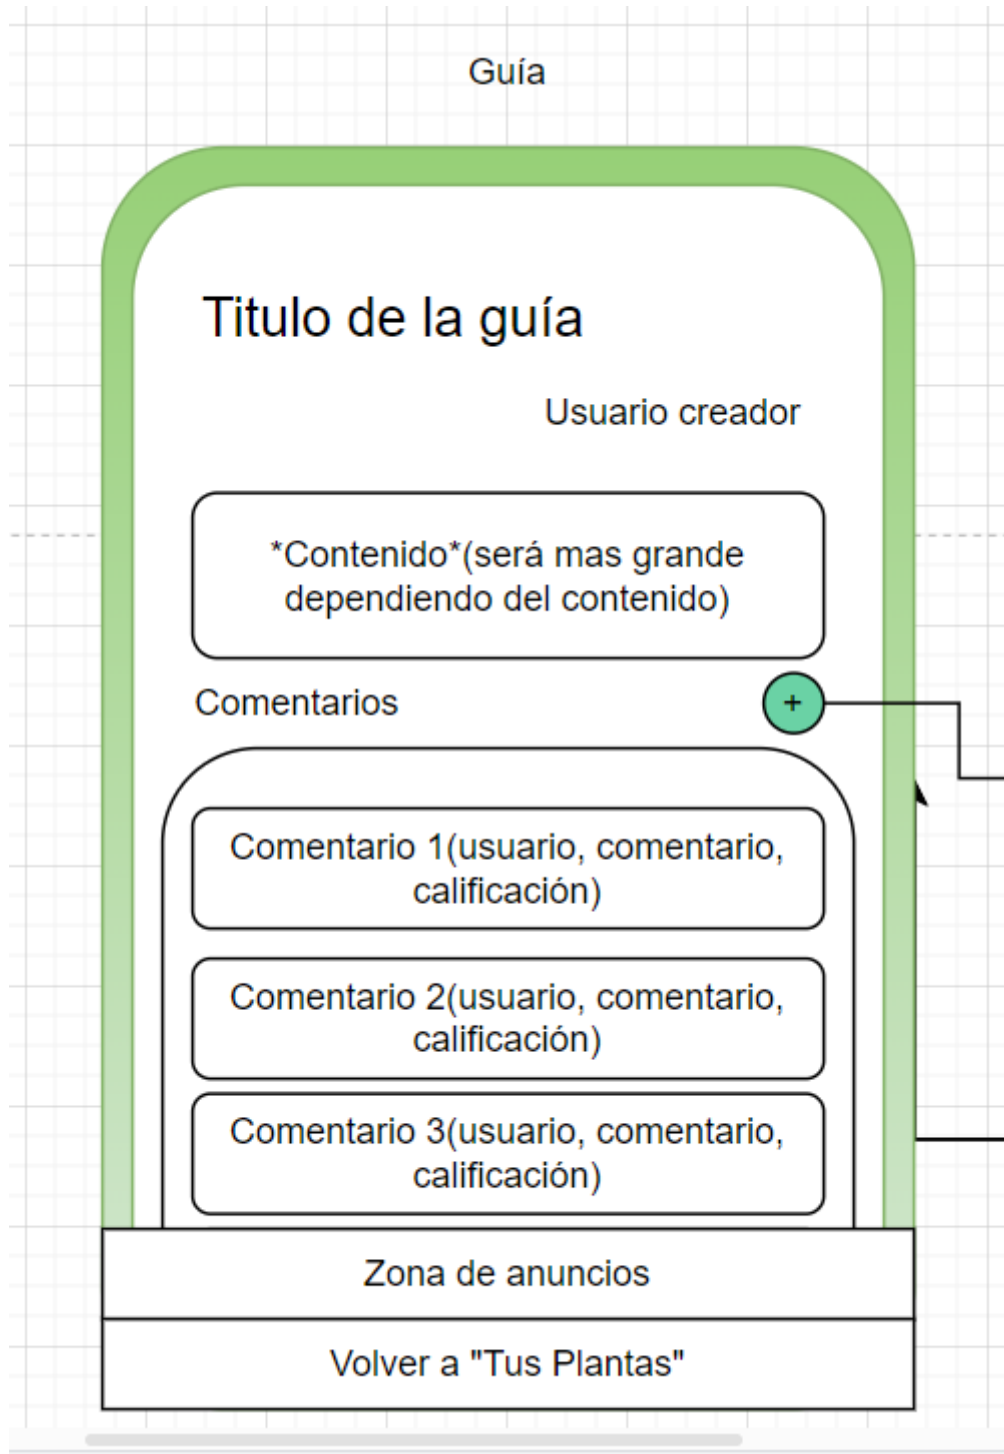 Guía
Titulo de la guía
Usuario creador
*Contenido*(será mas grande
dependiendo del contenido)
Comentarios
+
Comentario 1(usuario, comentario,
calificación)
Comentario 2(usuario, comentario,
calificación)
Comentario 3(usuario, comentario,
calificación)
Zona de anuncios
Volver a "Tus Plantas"